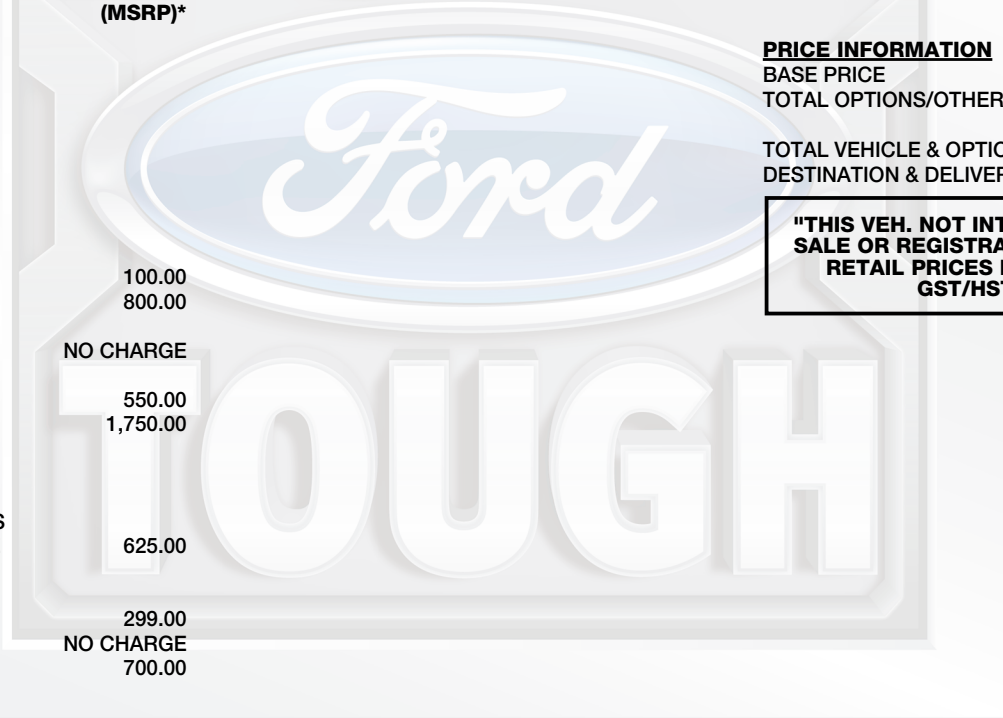 (MSRP)*
Ford
TOUGH
100.00
800.00
NO CHARGE
550.00
1,750.00
S
625.00
299.00
NO CHARGE
700.00
PRICE INFORMATION
BASE PRICE
TOTAL OPTIONS/OTHER
TOTAL VEHICLE & OPTIO
DESTINATION & DELIVER
"THIS VEH. NOT INT
SALE OR REGISTRA
RETAIL PRICES
GST/HST